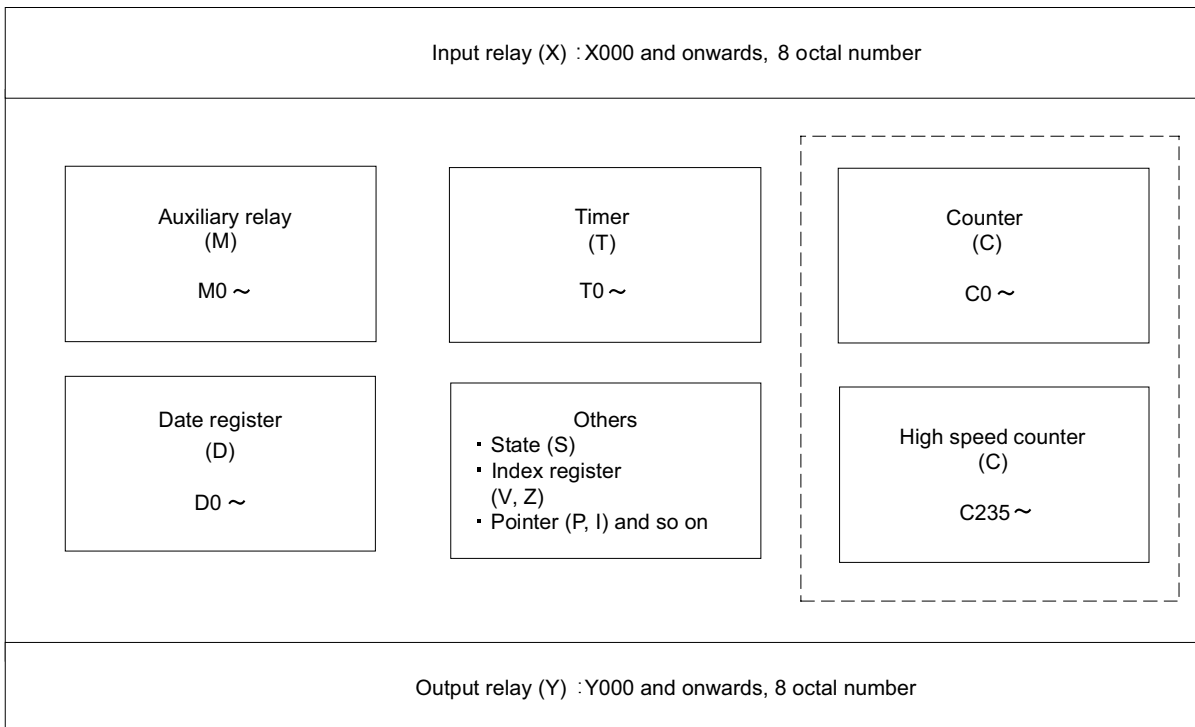 Input relay (X) : X000 and onwards, 8 octal number
Auxiliary relay
(M)
M0 ～
Timer
(T)
T0 ～
Counter
(C)
C0 ～
Date register
(D)
D0 ～
Others
・ State (S)
・ Index register
(V, Z)
・ Pointer (P, I) and so on
High speed counter
(C)
C235 ～
Output relay (Y) : Y000 and onwards, 8 octal number